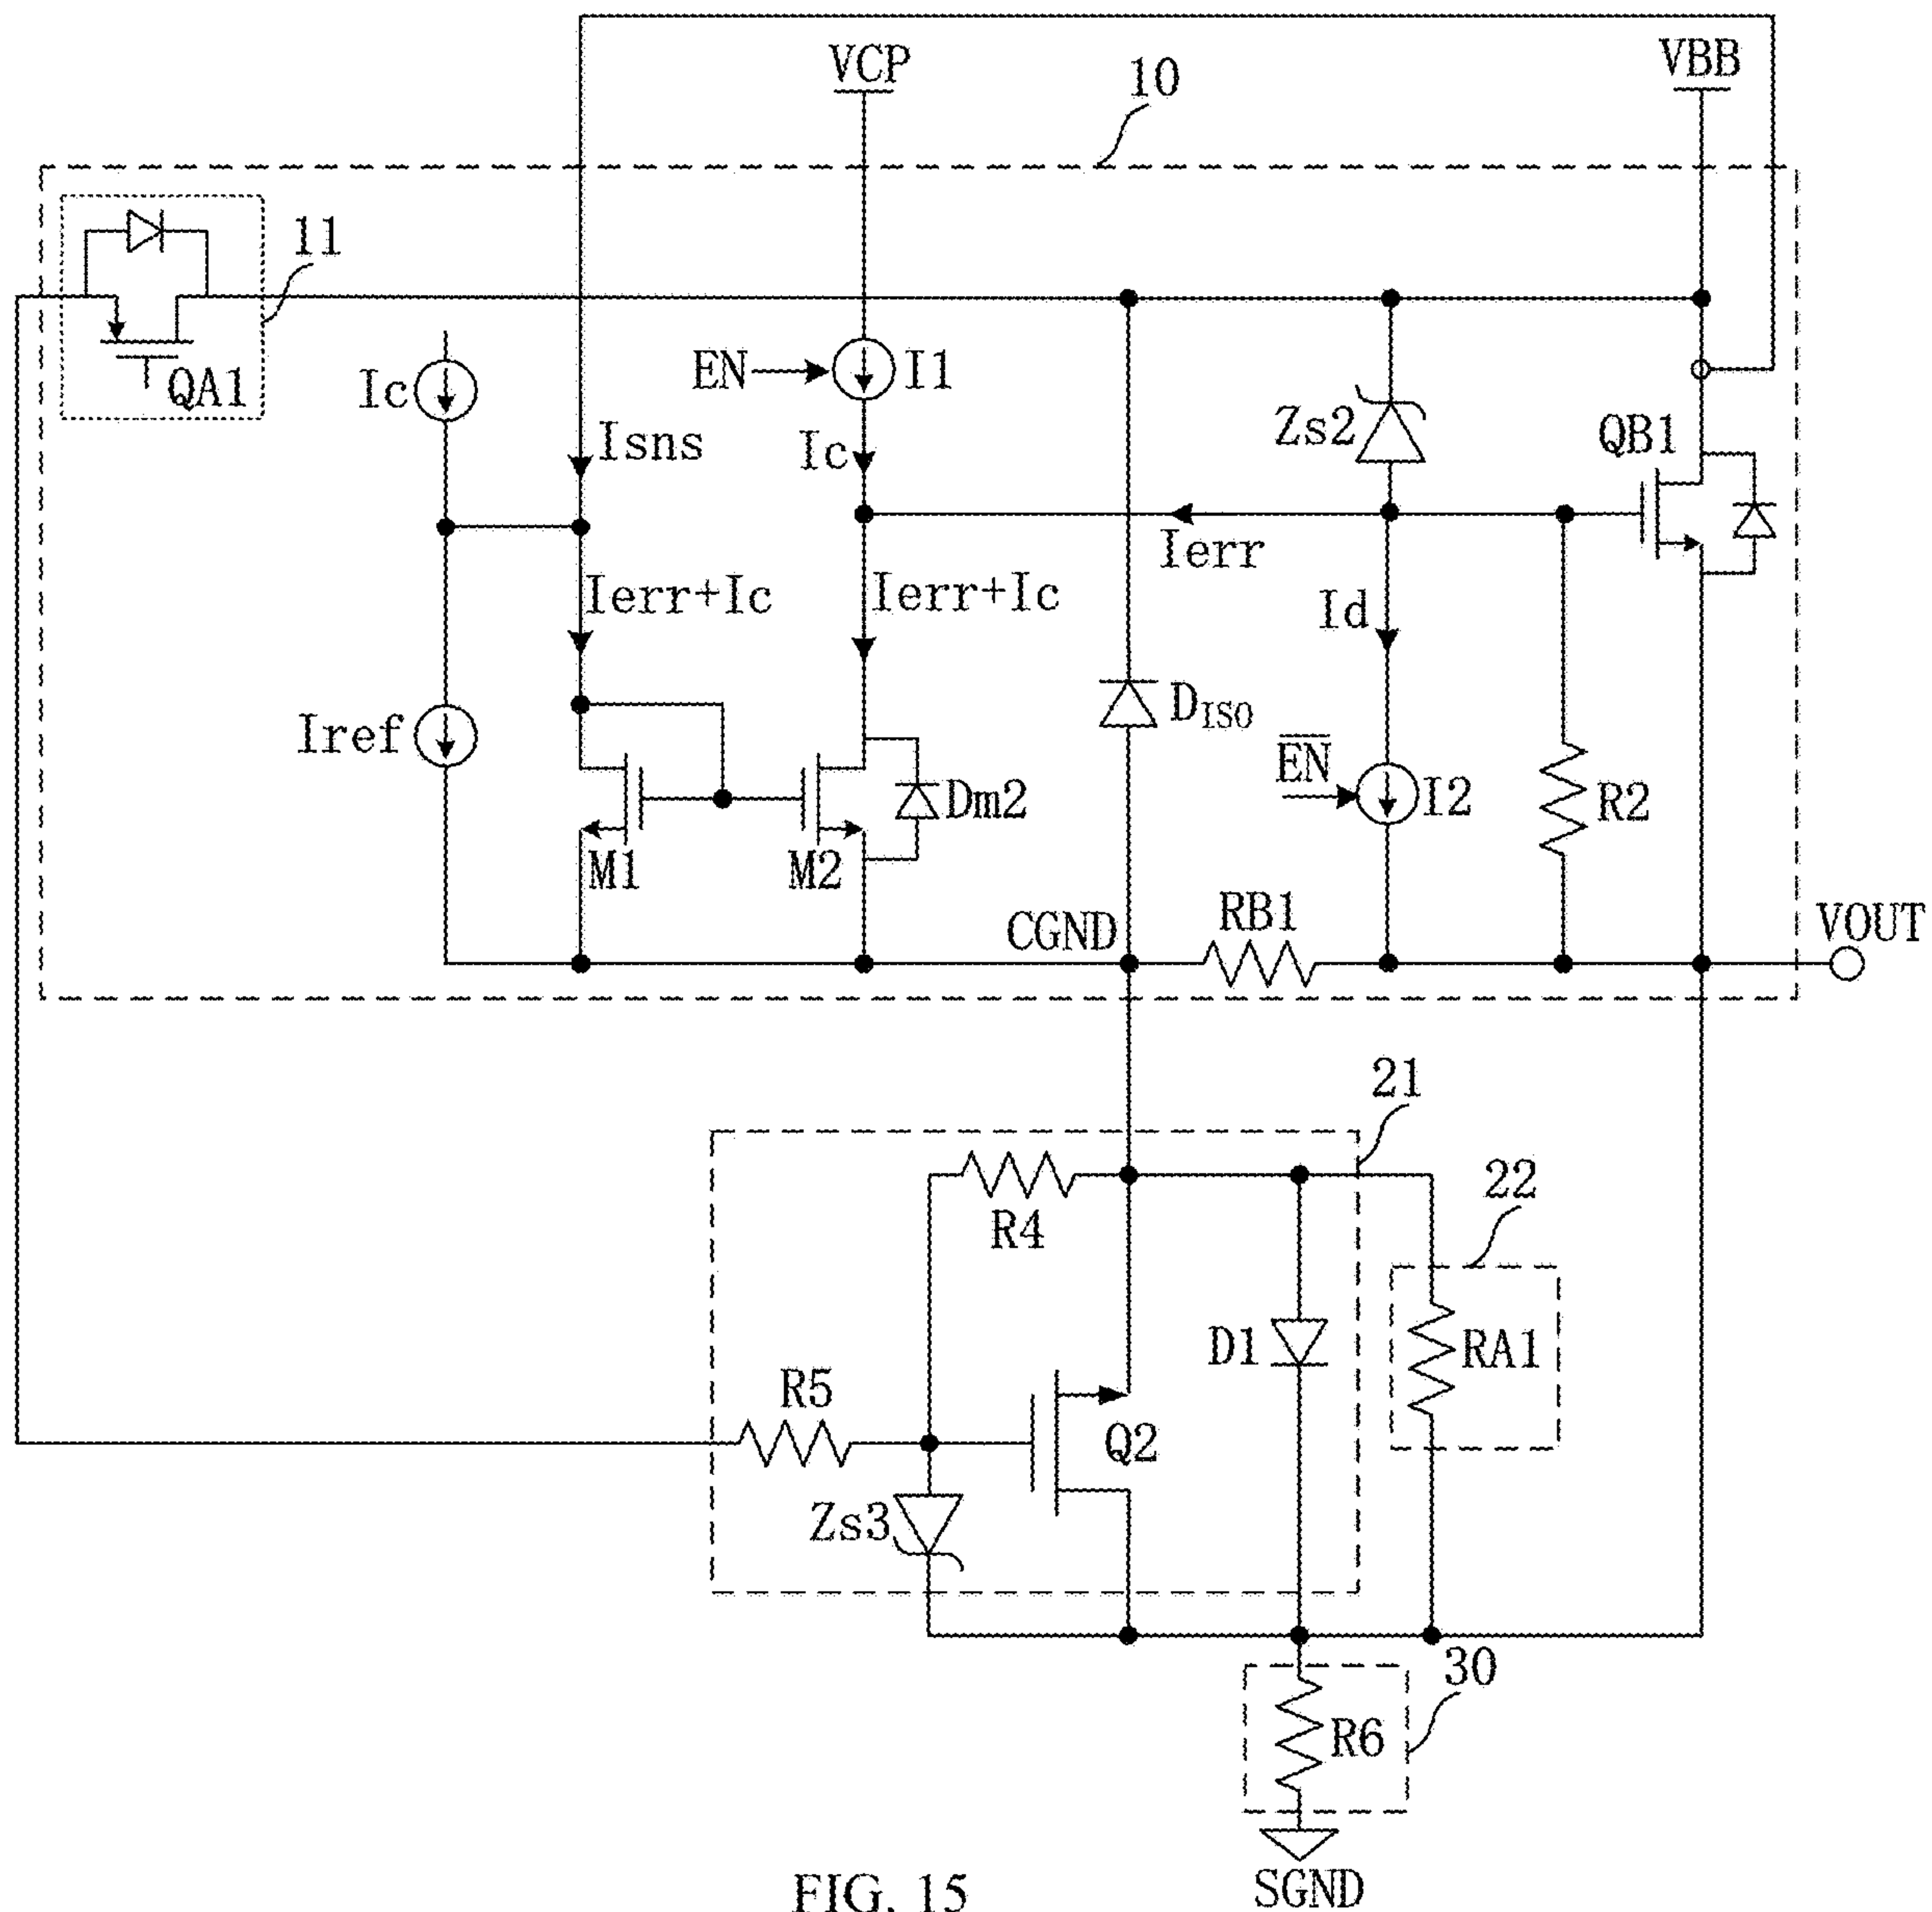 VCP
VBB
10
11
QA1
Ic
Isns
EN
I1
Ic
Zs2
QB1
Ierr
Ierr+Ic
Ierr+Ic
Id
Iref
DISO
EN
I2
R2
Dm2
M1
M2
CGND
RB1
VOUT
21
R4
22
D1
RA1
R5
Q2
Zs3
30
R6
SGND
FIG. 15